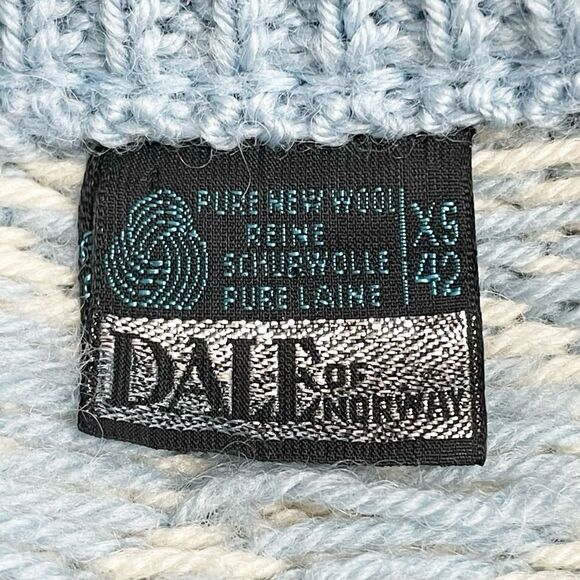 PURE NEW WOOL
REINE
SCHURWOLLE
PURE LAINE
XS
42
DALE OF NORWAY